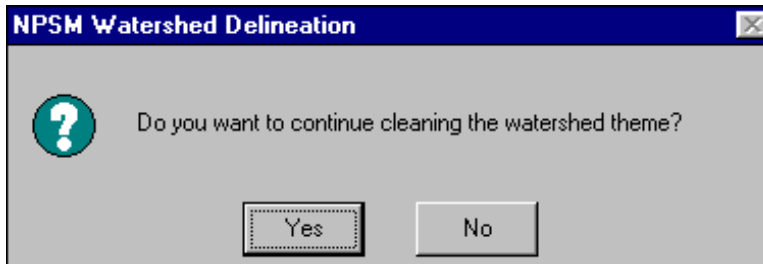 NPSM Watershed Delineation
Do you want to continue cleaning the watershed theme?
Yes No